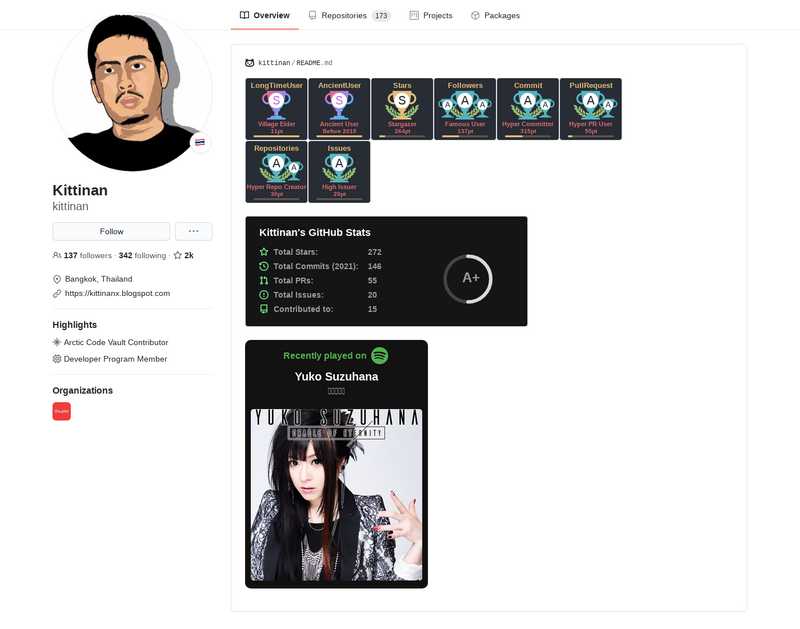 Overview
Repositories 173
Projects
Packages
Kittinan
kittinan
Follow
137 followers · 342 following · 2k
Bangkok, Thailand
https://kittinanx.blogspot.com
Highlights
Arctic Code Vault Contributor
Developer Program Member
Organizations
kittinan/README.md
LongTimeUser
S
Village Elder
11pt
AncientUser
S
Ancient User
Before 2010
Stars
S
Stargazer
264pt
Followers
A A A
Famous User
137pt
Commit
A A
Hyper Committer
315pt
PullRequest
A A
Hyper PR User
55pt
Repositories
A A
Hyper Repo Creator
Issues
A
High Issuer
20pt
Kittinan's GitHub Stats
Total Stars: 272
Total Commits (2021): 146
Total PRs: 55
Total Issues: 20
Contributed to: 15
A+
Recently played on
Yuko Suzuhana
YUKO SUZUHANA
CRADLE OF ETERNITY